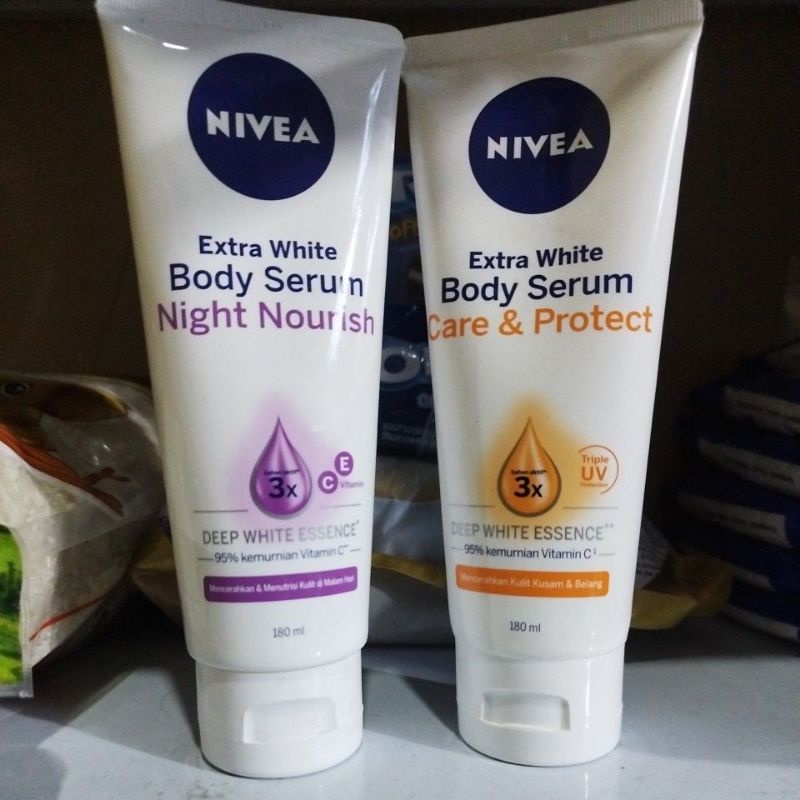 NIVEA
Extra White
Body Serum
Night Nourish
3x
C E
Vitamin
DEEP WHITE ESSENCE*
95% kemurnian Vitamin C**
Mencerahkan & Menutrisi Kulit di Malam Hari
180 ml
NIVEA
Extra White
Body Serum
Care & Protect
3x
Triple
UV
Protection
DEEP WHITE ESSENCE**
95% kemurnian Vitamin C
Mencerahkan Kulit Kusam & Belang
180 ml